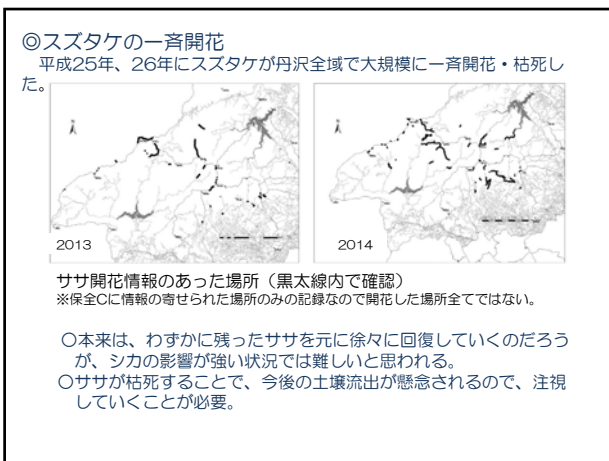 ◎スズタケの一斉開花
平成25年、26年にスズタケが丹沢全域で大規模に一斉開花・枯死し
た。
2013
2014
ササ開花情報のあった場所（黒太線内で確認）
※保全Cに情報の寄せられた場所のみの記録なので開花した場所全てではない。
○本来は、わずかに残ったササを元に徐々に回復していくのだろう
が、シカの影響が強い状況では難しいと思われる。
○ササが枯死することで、今後の土壌流出が懸念されるので、注視
していくことが必要。